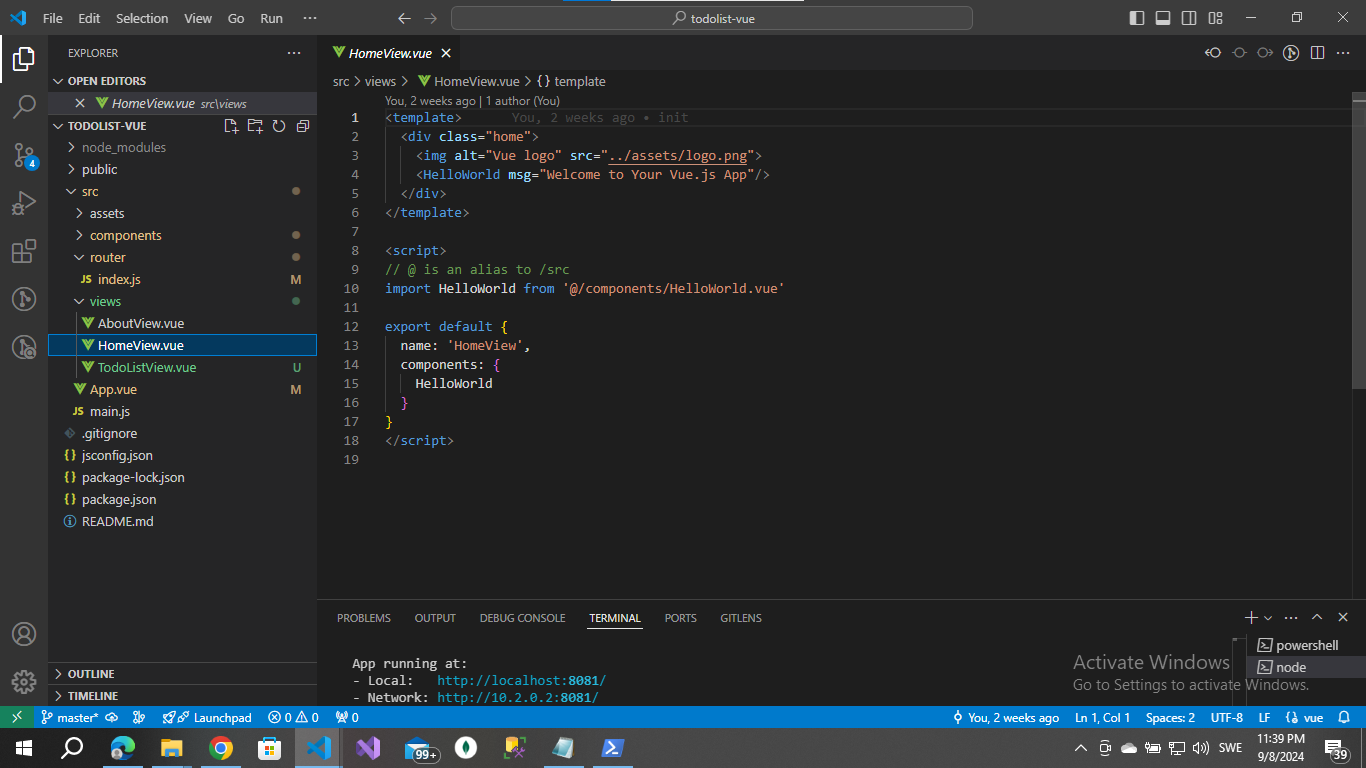 File Edit Selection View Go Run ··· todolist-vue
EXPLORER ···
OPEN EDITORS
HomeView.vue src\views
TODOLIST-VUE
node_modules
public
src
assets
components
router
JS index.js M
views
AboutView.vue
HomeView.vue
TodoListView.vue U
App.vue M
JS main.js
.gitignore
{} jsconfig.json
{} package-lock.json
{} package.json
README.md
OUTLINE
TIMELINE
HomeView.vue
src > views > HomeView.vue > {} template
You, 2 weeks ago | 1 author (You)
1 <template> You, 2 weeks ago • init
2 <div class="home">
3 <img alt="Vue logo" src="../assets/logo.png">
4 <HelloWorld msg="Welcome to Your Vue.js App"/>
5 </div>
6 </template>
7
8 <script>
9 // @ is an alias to /src
10 import HelloWorld from '@/components/HelloWorld.vue'
11
12 export default {
13 name: 'HomeView',
14 components: {
15 HelloWorld
16 }
17 }
18 </script>
19
PROBLEMS OUTPUT DEBUG CONSOLE TERMINAL PORTS GITLENS
App running at:
- Local: http://localhost:8081/
- Network: http://10.2.0.2:8081/
powershell
node
Activate Windows
Go to Settings to activate Windows.
4
master* Launchpad 0 0 0 You, 2 weeks ago Ln 1, Col 1 Spaces: 2 UTF-8 LF vue
99+ SWE 11:39 PM
9/8/2024 39